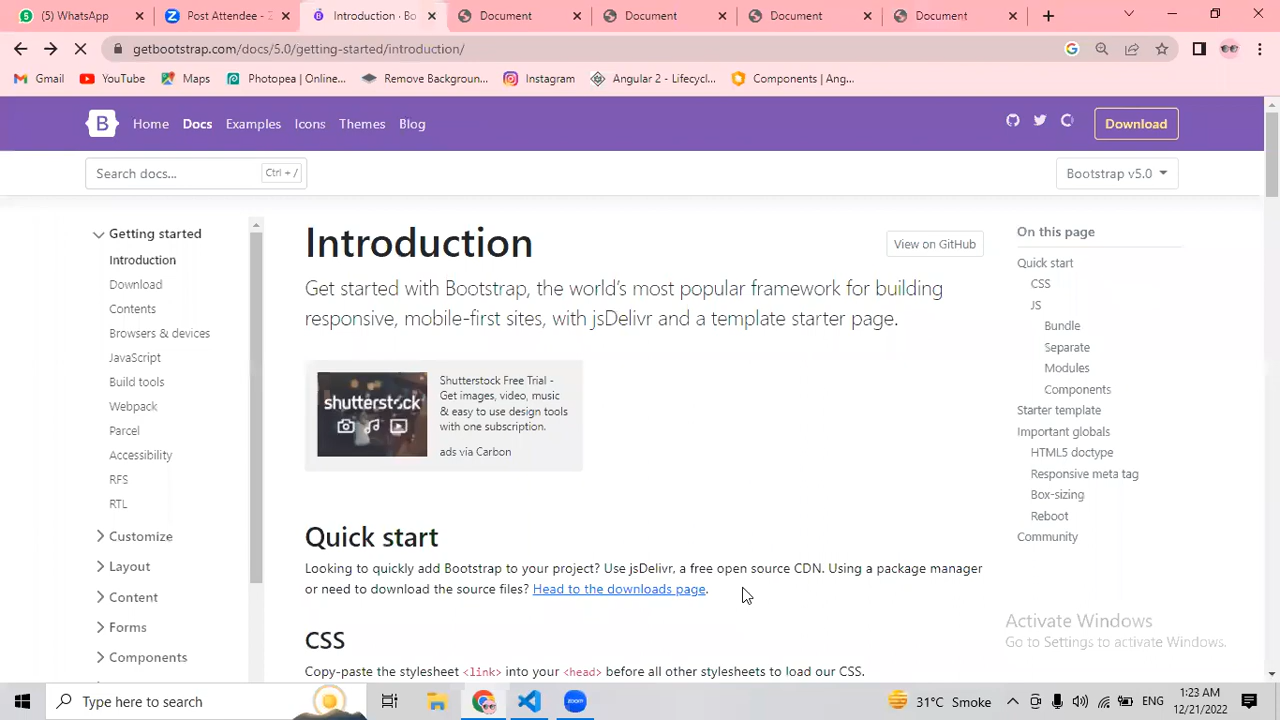 (5) WhatsApp
Post Attendee - Z
Introduction · Bo
Document
Document
Document
Document
getbootstrap.com/docs/5.0/getting-started/introduction/
Gmail
YouTube
Maps
Photopea | Online...
Remove Backgroun...
Instagram
Angular 2 - Lifecycl...
Components | Ang...
B
Home
Docs
Examples
Icons
Themes
Blog
Download
Search docs...
Ctrl + /
Bootstrap v5.0
Getting started
Introduction
Download
Contents
Browsers & devices
JavaScript
Build tools
Webpack
Parcel
Accessibility
RFS
RTL
Customize
Layout
Content
Forms
Components
Introduction
View on GitHub
Get started with Bootstrap, the world's most popular framework for building
responsive, mobile-first sites, with jsDelivr and a template starter page.
shutterstock
Shutterstock Free Trial -
Get images, video, music
& easy to use design tools
with one subscription.
ads via Carbon
Quick start
Looking to quickly add Bootstrap to your project? Use jsDelivr, a free open source CDN. Using a package manager
or need to download the source files? Head to the downloads page.
CSS
Copy-paste the stylesheet <link> into your <head> before all other stylesheets to load our CSS.
On this page
Quick start
CSS
JS
Bundle
Separate
Modules
Components
Starter template
Important globals
HTML5 doctype
Responsive meta tag
Box-sizing
Reboot
Community
Activate Windows
Go to Settings to activate Windows.
Type here to search
zoom
31°C Smoke
ENG
1:23 AM
12/21/2022